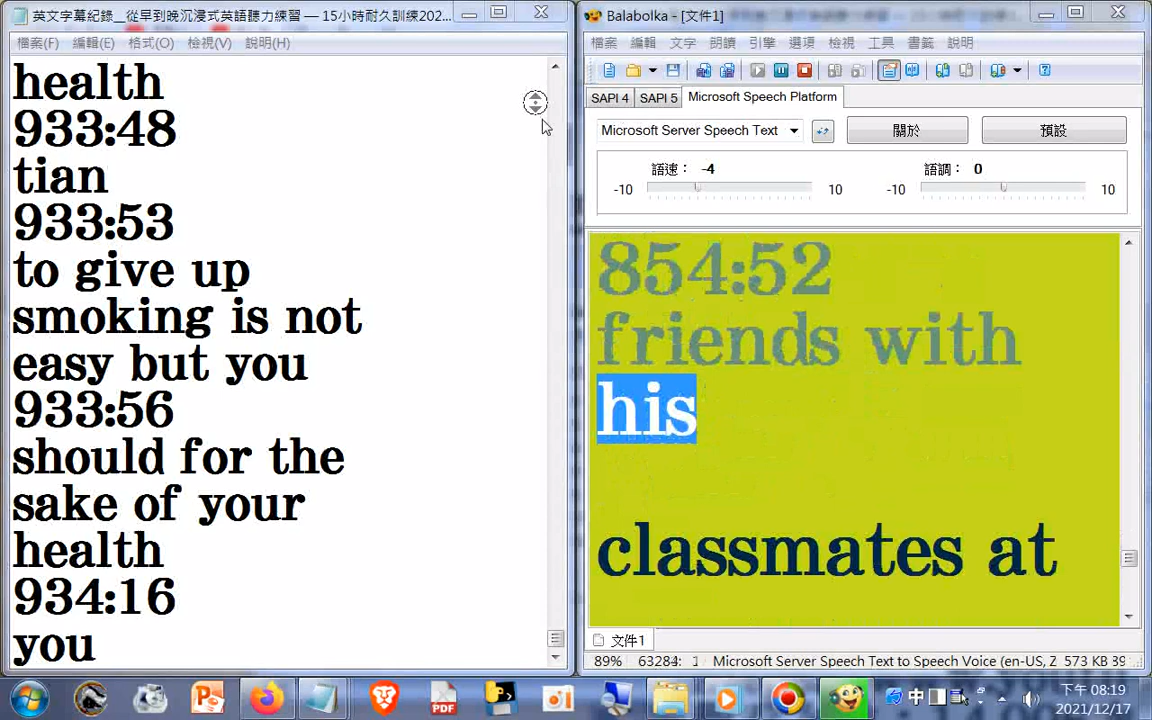 英文字幕紀錄__從早到晚沉浸式英語聽力練習 — 15小時耐久訓練202...
檔案(F) 編輯(E) 格式(O) 檢視(V) 說明(H)
health
933:48
tian
933:53
to give up
smoking is not
easy but you
933:56
should for the
sake of your
health
934:16
you
Balabolka - [文件1]
檔案 編輯 文字 朗讀 引擎 選項 檢視 工具 書籤 說明
SAPI 4 SAPI 5 Microsoft Speech Platform
Microsoft Server Speech Text 關於 預設
語速： -4 語調： 0
-10 10 -10 10
854:52
friends with
his
classmates at
文件1
89% 63284: 1 Microsoft Server Speech Text to Speech Voice (en-US, Z 573 KB 39
PDF 中 下午 08:19
2021/12/17